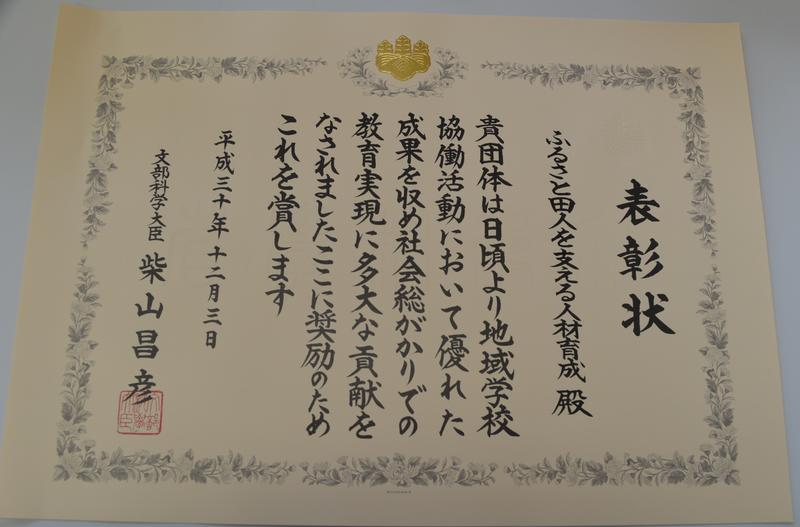 表彰状
ふるさと田人を支える人材育成 殿
貴団体は日頃より地域学校
協働活動において優れた
成果を収め社会総がかりでの
教育実現に多大な貢献を
なされましたここに奨励のため
これを賞します
平成三十年十二月三日
文部科学大臣 柴山昌彦